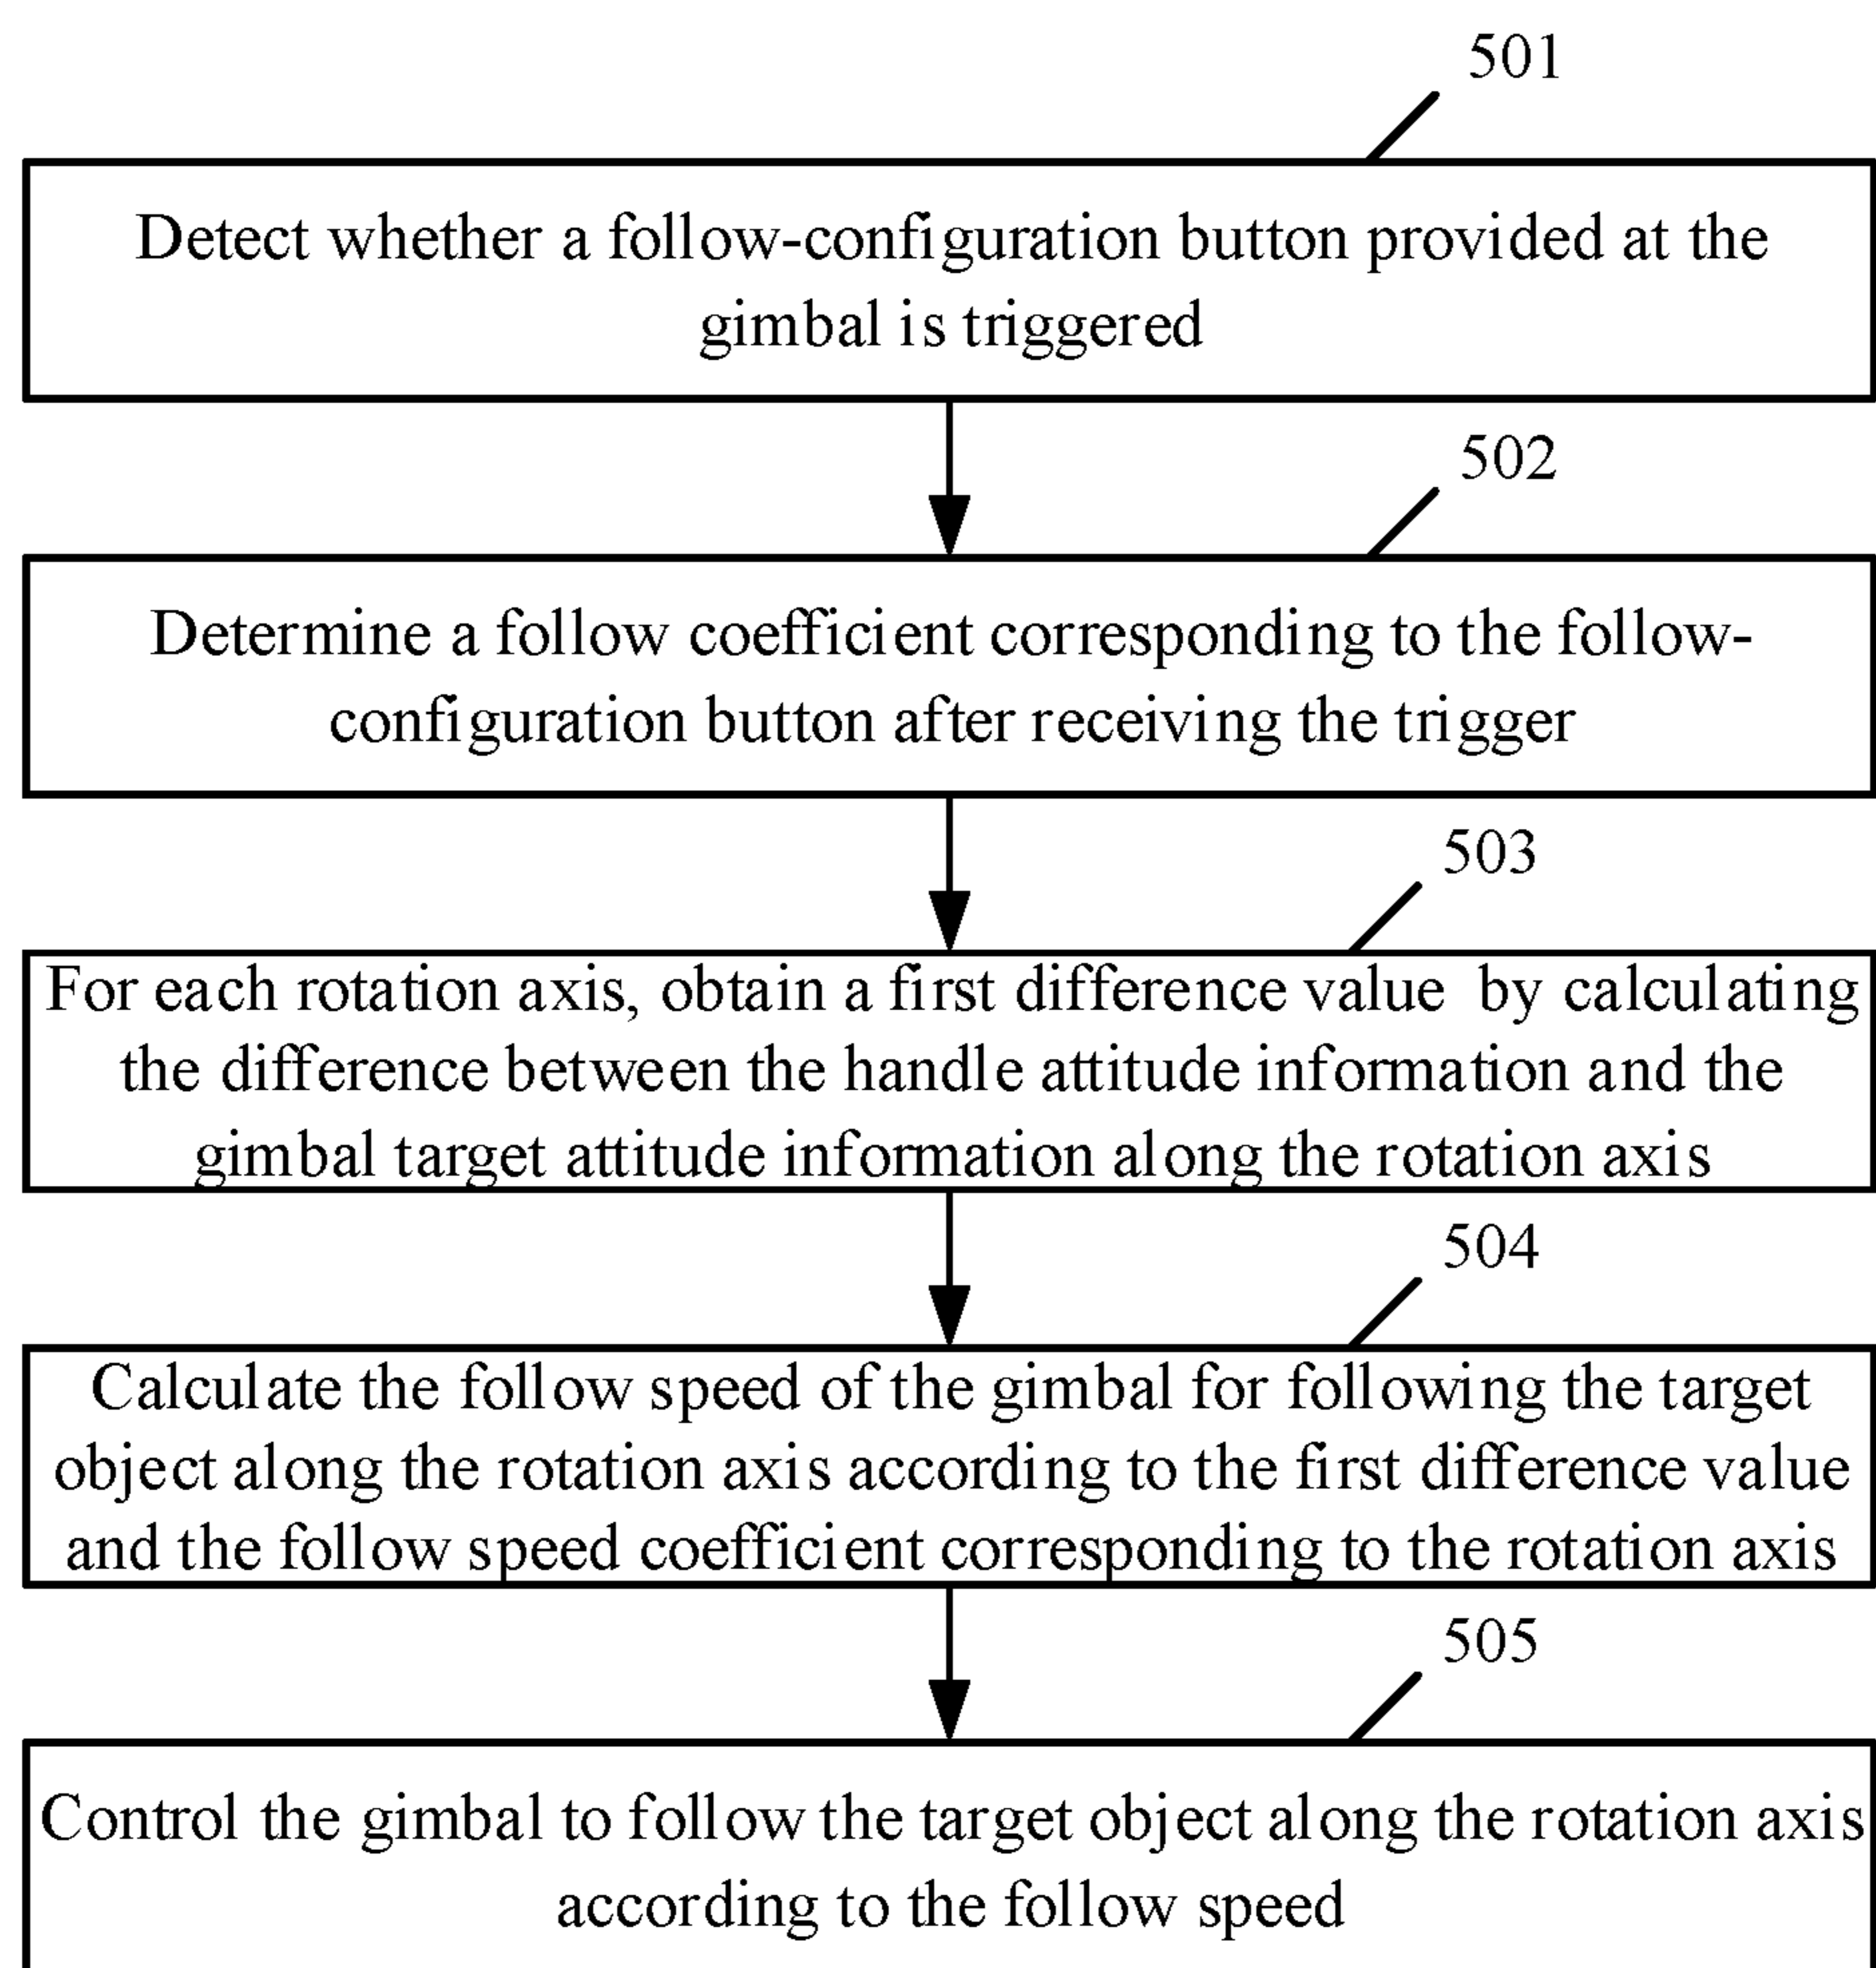 501
Detect whether a follow-configuration button provided at the
gimbal is triggered
502
Determine a follow coefficient corresponding to the follow-
configuration button after receiving the trigger
503
For each rotation axis, obtain a first difference value by calculating
the difference between the handle attitude information and the
gimbal target attitude information along the rotation axis
504
Calculate the follow speed of the gimbal for following the target
object along the rotation axis according to the first difference value
and the follow speed coefficient corresponding to the rotation axis
505
Control the gimbal to follow the target object along the rotation axis
according to the follow speed